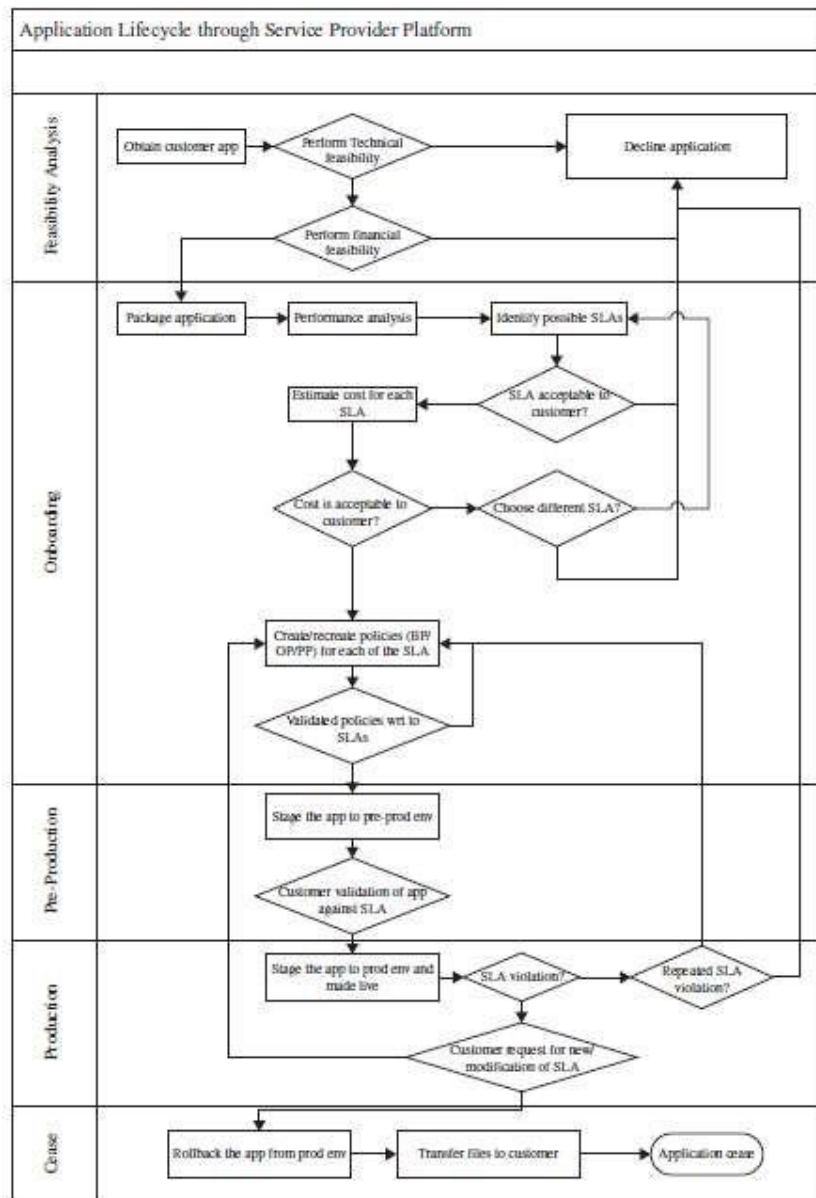 Application Lifecycle through Service Provider Platform
Feasibility Analysis
Obtain customer app
Perform Technical
feasibility
Decline application
Perform financial
feasibility
Onboarding
Package application
Performance analysis
Identify possible SLAs
Estimate cost for each
SLA
SLA acceptable to
customer?
Cost is acceptable to
customer?
Choose different SLA?
Create/recreate policies (BP/
OP/PP) for each of the SLA
Validated policies wrt to
SLAs
Pre-Production
Stage the app to pre-prod env
Customer validation of app
against SLA
Production
Stage the app to prod env and
made live
SLA violation?
Repeated SLA
violation?
Customer request for new/
modification of SLA
Cease
Rollback the app from prod env
Transfer files to customer
Application cease